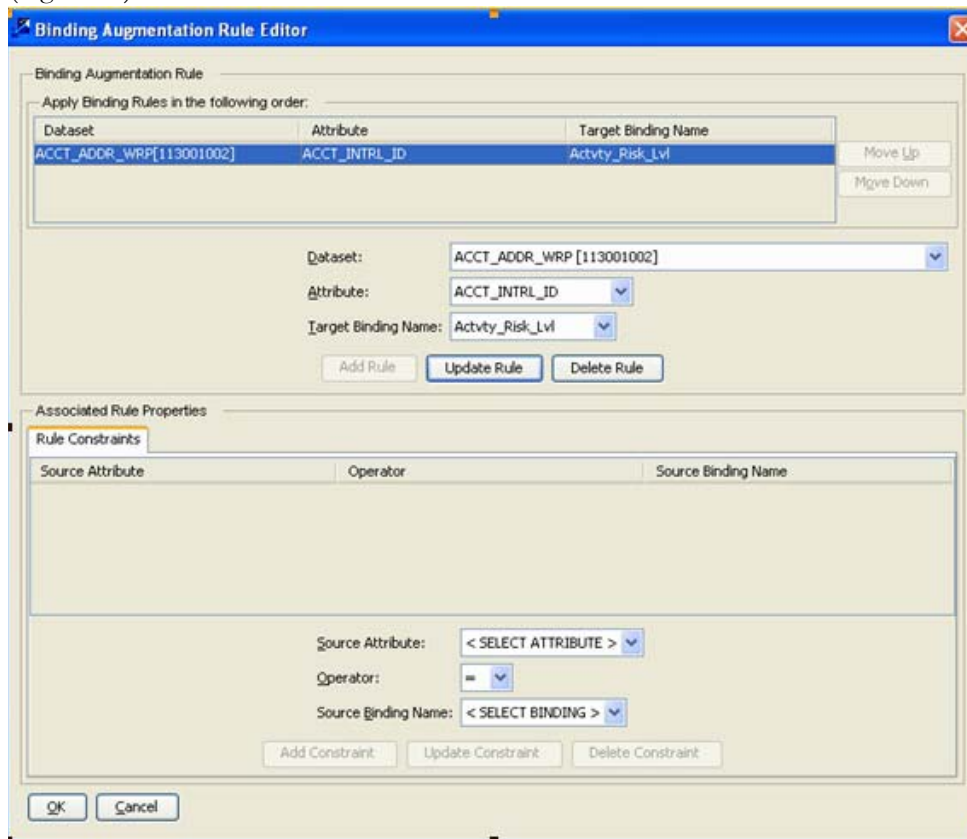 Binding Augmentation Rule Editor
Binding Augmentation Rule
Apply Binding Rules in the following order:
Dataset Attribute Target Binding Name
ACCT_ADDR_WRP[113001002] ACCT_INTRL_ID Actvty_Risk_Lvl
Move Up
Move Down
Dataset: ACCT_ADDR_WRP [113001002]
Attribute: ACCT_INTRL_ID
Target Binding Name: Actvty_Risk_Lvl
Add Rule Update Rule Delete Rule
Associated Rule Properties
Rule Constraints
Source Attribute Operator Source Binding Name
Source Attribute: < SELECT ATTRIBUTE >
Operator: =
Source Binding Name: < SELECT BINDING >
Add Constraint Update Constraint Delete Constraint
OK Cancel